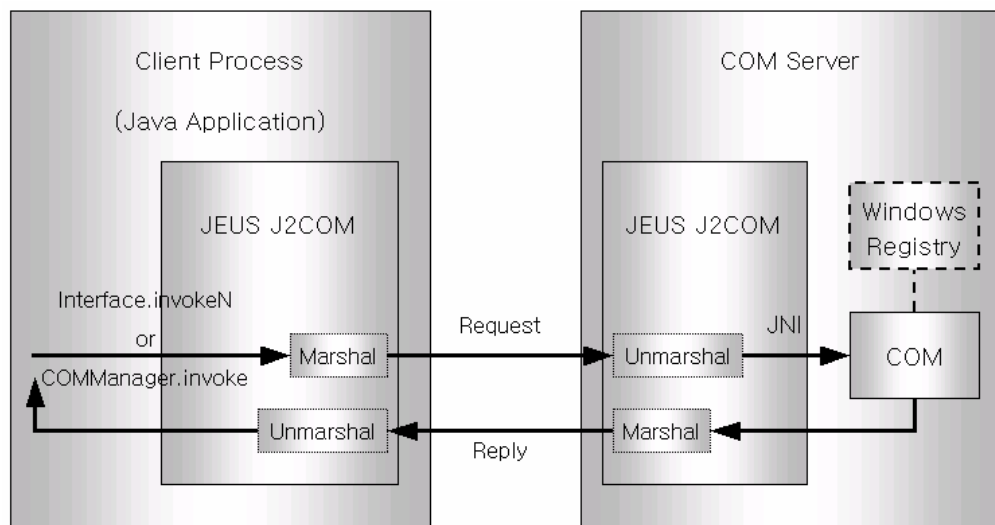 Client Process
(Java Application)
JEUS J2COM
Interface.invokeN
or
COMManager.invoke
Marshal
Unmarshal
Request
Reply
COM Server
JEUS J2COM
Unmarshal
Marshal
JNI
Windows
Registry
COM